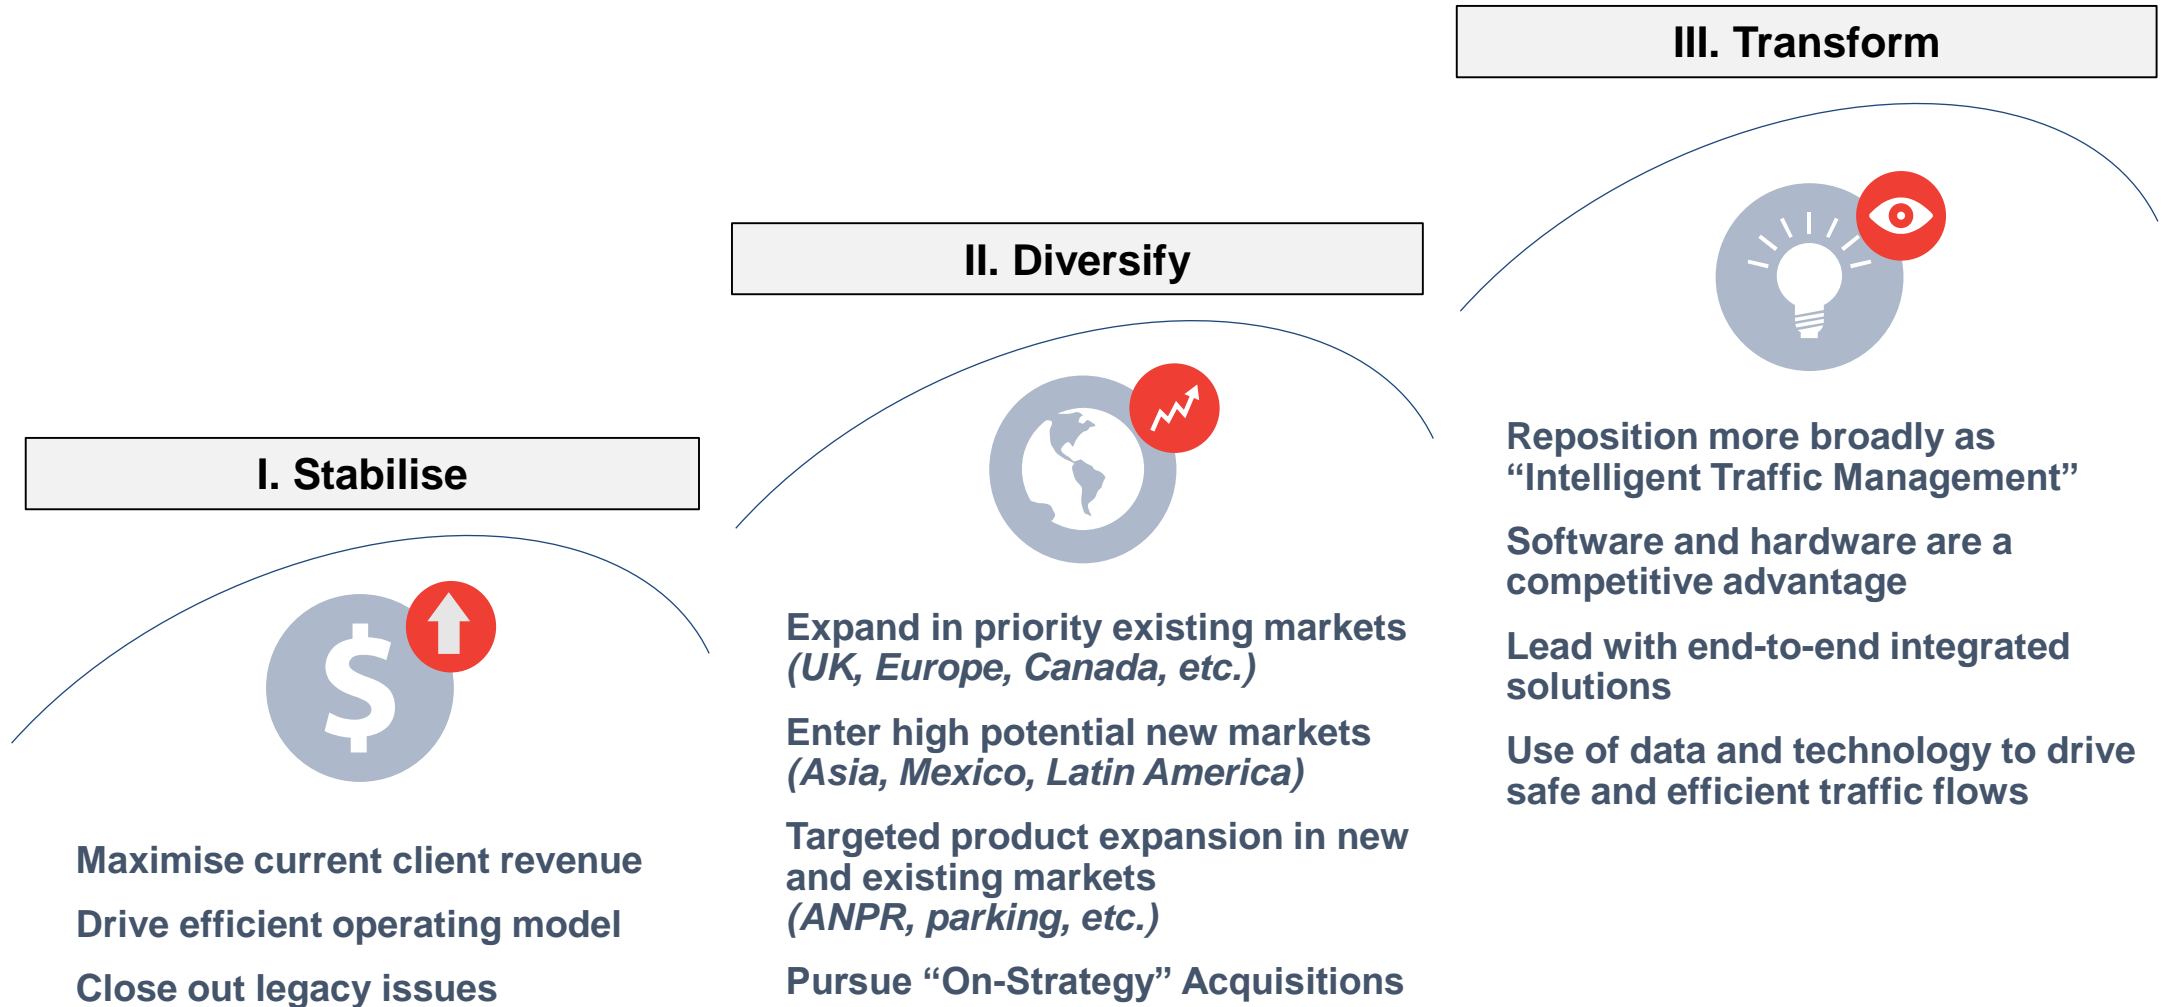 I. Stabilise
Maximise current client revenue
Drive efficient operating model
Close out legacy issues
II. Diversify
Expand in priority existing markets
(UK, Europe, Canada, etc.)
Enter high potential new markets
(Asia, Mexico, Latin America)
Targeted product expansion in new
and existing markets
(ANPR, parking, etc.)
Pursue “On-Strategy” Acquisitions
III. Transform
Reposition more broadly as
“Intelligent Traffic Management”
Software and hardware are a
competitive advantage
Lead with end-to-end integrated
solutions
Use of data and technology to drive
safe and efficient traffic flows